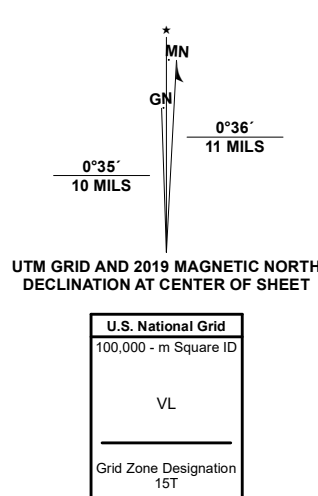 ★
MN
GN
0°36´
11 MILS
0°35´
10 MILS
UTM GRID AND 2019 MAGNETIC NORTH
DECLINATION AT CENTER OF SHEET
U.S. National Grid
100,000 - m Square ID
VL
Grid Zone Designation
15T